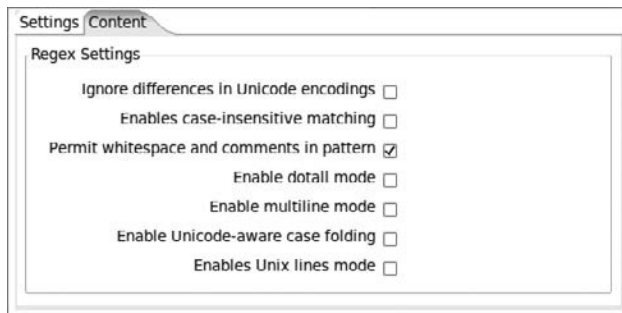 Settings Content
Regex Settings
Ignore differences in Unicode encodings
Enables case-insensitive matching
Permit whitespace and comments in pattern
Enable dotall mode
Enable multiline mode
Enable Unicode-aware case folding
Enables Unix lines mode